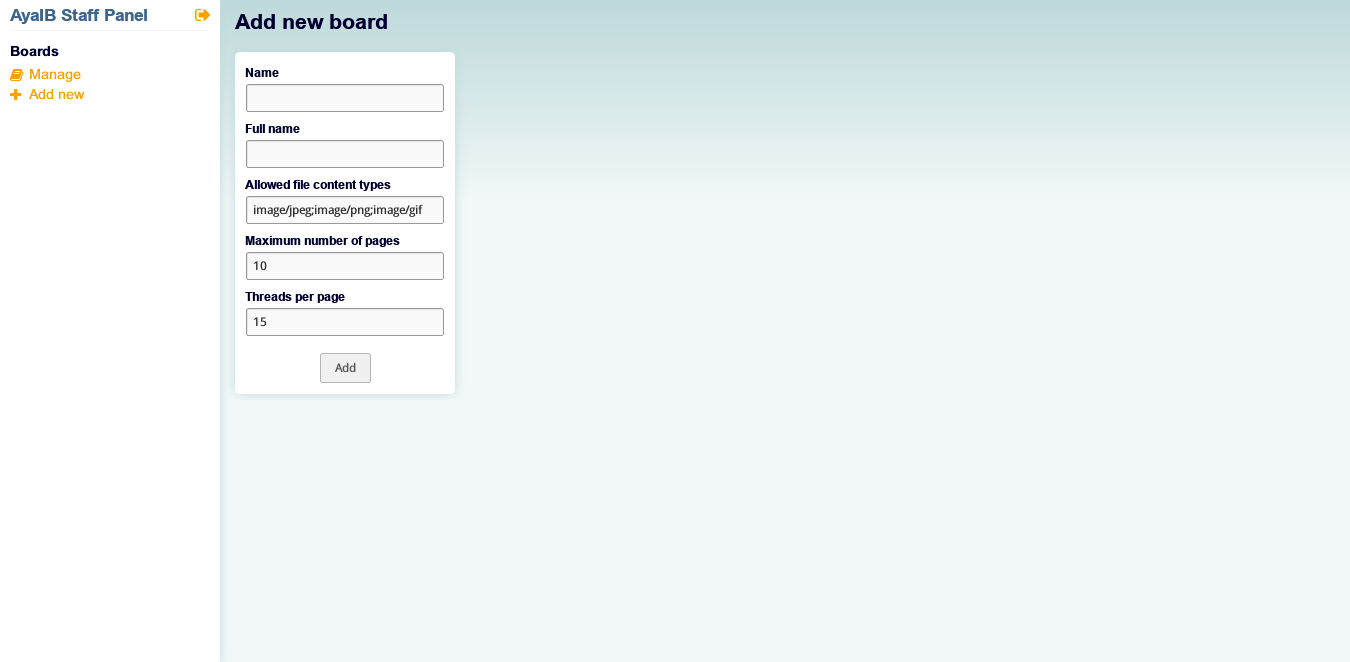 AyaIB Staff Panel
Boards
Manage
Add new
Add new board
Name
Full name
Allowed file content types
image/jpeg;image/png;image/gif
Maximum number of pages
10
Threads per page
15
Add